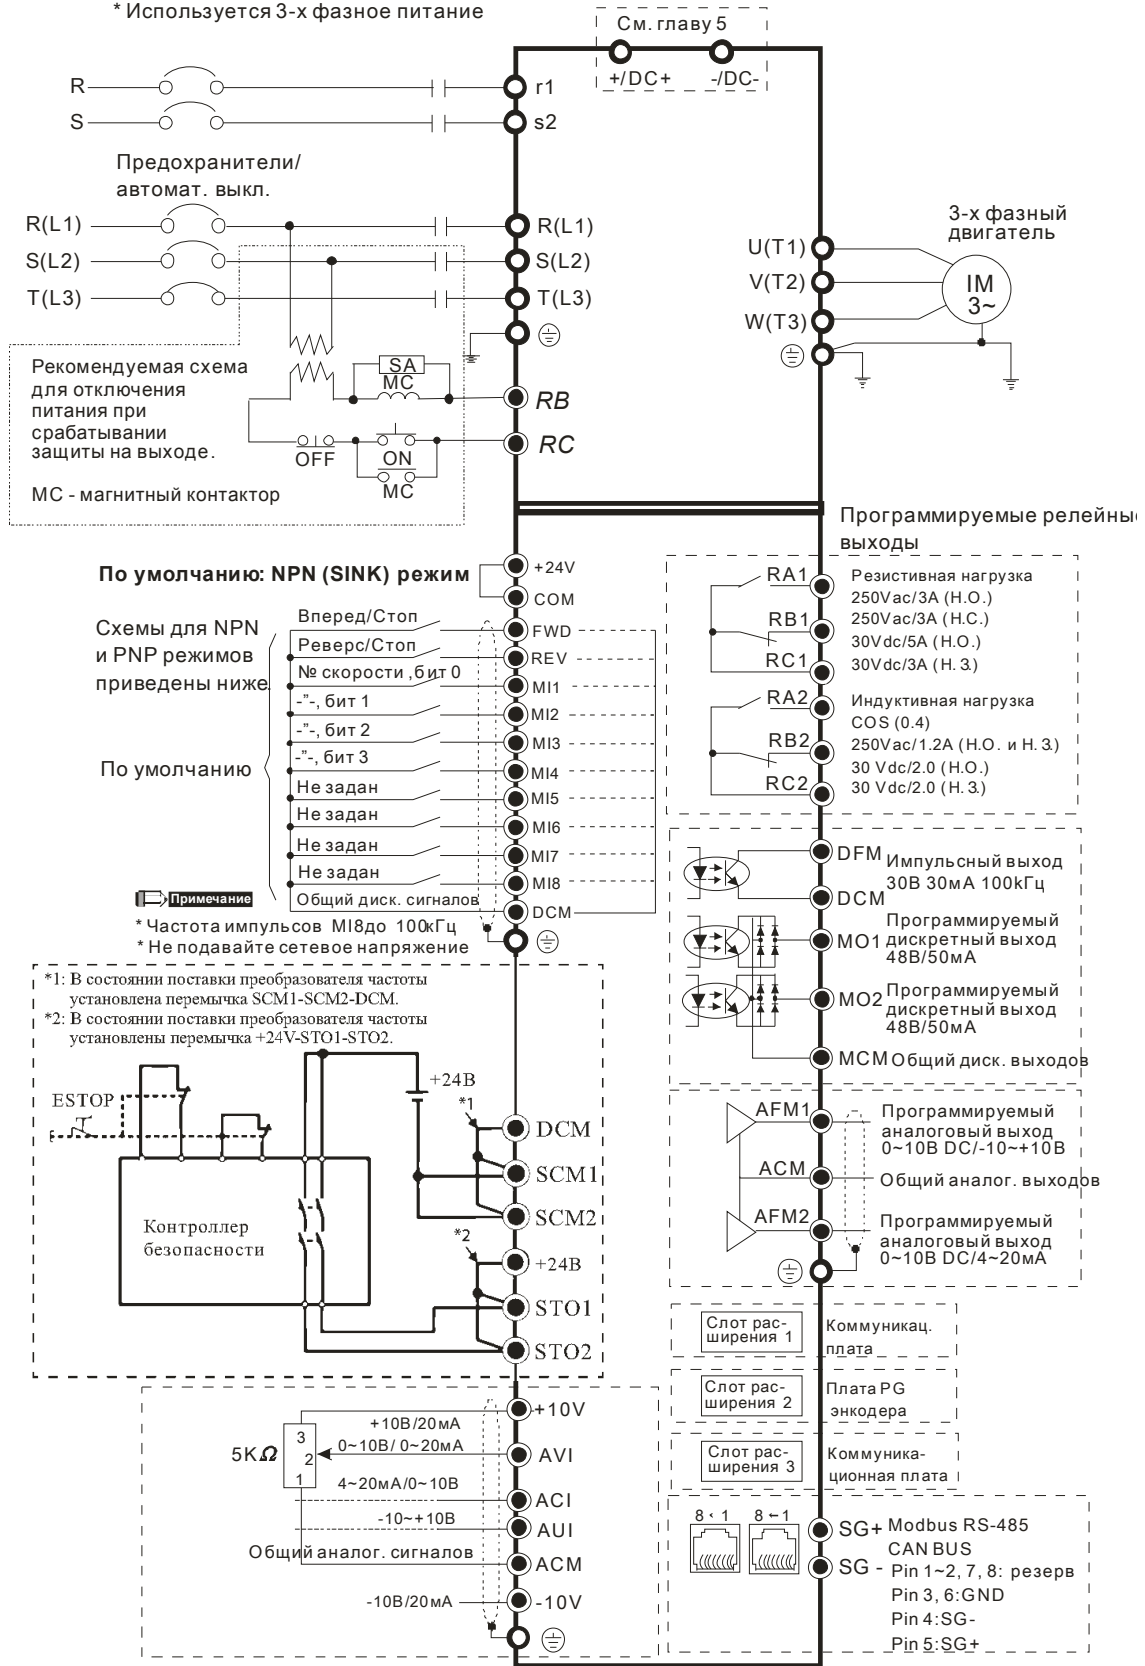 * Используется 3-х фазное питание
См. главу 5
+/DC+
-/DC-
R
r1
S
s2
Предохранители/
автомат. выкл.
R(L1)
R(L1)
S(L2)
S(L2)
T(L3)
T(L3)
U(T1)
V(T2)
W(T3)
3-х фазный
двигатель
IM
3~
Рекомендуемая схема
для отключения
питания при
срабатывании
защиты на выходе.
МС - магнитный контактор
SA
MC
OFF
ON
MC
RB
RC
По умолчанию: NPN (SINK) режим
+24V
COM
Схемы для NPN
и PNP режимов
приведены ниже.
По умолчанию
Вперед/Стоп
FWD
Реверс/Стоп
REV
№ скорости ,бит 0
MI1
-"-, бит 1
MI2
-"-, бит 2
MI3
-"-, бит 3
MI4
Не задан
MI5
Не задан
MI6
Не задан
MI7
Не задан
MI8
Общий диск. сигналов
DCM
Примечание
* Частота импульсов MI8до 100кГц
* Не подавайте сетевое напряжение
Программируемые релейные
выходы
RA1
RB1
RC1
Резистивная нагрузка
250Vac/3A (Н.О.)
250Vac/3A (Н.С.)
30Vdc/5A (Н.О.)
30Vdc/3A (Н.З.)
RA2
RB2
RC2
Индуктивная нагрузка
COS (0.4)
250Vac/1.2A (Н.О. и Н.З.)
30 Vdc/2.0 (Н.О.)
30 Vdc/2.0 (Н.З.)
DFM
DCM
Импульсный выход
30В 30мА 100кГц
MO1
Программируемый
дискретный выход
48В/50мА
MO2
Программируемый
дискретный выход
48В/50мА
MCM
Общий диск. выходов
*1: В состоянии поставки преобразователя частоты
установлена перемычка SCM1-SCM2-DCM.
*2: В состоянии поставки преобразователя частоты
установлены перемычка +24V-STO1-STO2.
ESTOP
+24В
*1
DCM
SCM1
SCM2
*2
+24В
STO1
STO2
Контроллер
безопасности
AFM1
Программируемый
аналоговый выход
0~10В DC/-10~+10В
ACM
Общий аналог. выходов
AFM2
Программируемый
аналоговый выход
0~10В DC/4~20мА
Слот рас-
ширения 1
Коммуникац.
плата
Слот рас-
ширения 2
Плата PG
энкодера
Слот рас-
ширения 3
Коммуника-
ционная плата
5KΩ
3
2
1
+10В/20мА
+10V
0~10В/ 0~20мА
AVI
4~20мА/0~10В
ACI
-10~+10В
AUI
Общий аналог. сигналов
ACM
-10В/20мА
-10V
8‹1
8←1
SG+
SG -
Modbus RS-485
CAN BUS
Pin 1~2, 7, 8: резерв
Pin 3, 6:GND
Pin 4:SG-
Pin 5:SG+